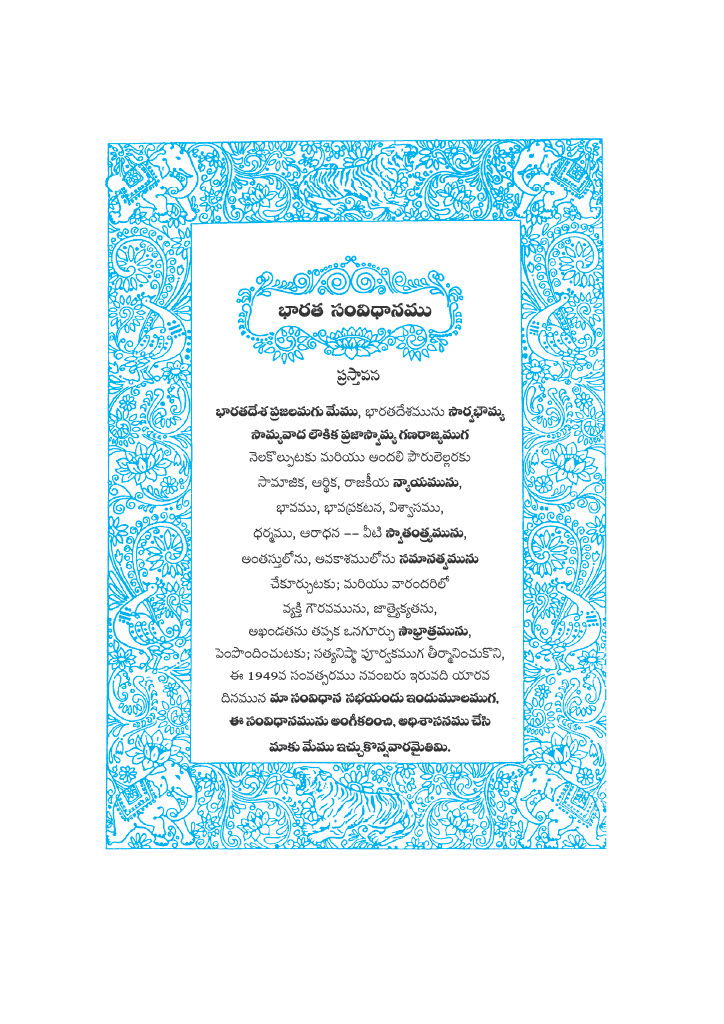 భారత సంవిధానము
ప్రస్తావన
భారతదేశ ప్రజలమగు మేము, భారతదేశమును సార్వభౌమ్య
సామ్యవాద లౌకిక ప్రజాస్వామ్య గణరాజ్యముగ
నెలకొల్పుటకు మరియు అందలి పౌరులెల్లరకు
సామాజిక, ఆర్థిక, రాజకీయ న్యాయమును,
భావము, భావప్రకటన, విశ్వాసము,
ధర్మము, ఆరాధన –– వీటి స్వాతంత్ర్యమును,
అంతస్తులోను, అవకాశములోను సమానత్వమును
చేకూర్చుటకు; మరియు వారందరిలో
వ్యక్తి గౌరవమును, జాత్యైక్యతను,
అఖండతను తప్పక ఒనగూర్చు సౌభ్రాత్రమును,
పెంపొందించుటకు; సత్యనిష్ఠా పూర్వకముగ తీర్మానించుకొని,
ఈ 1949వ సంవత్సరము నవంబరు ఇరువది యారవ
దినమున మా సంవిధాన సభయందు ఇందుమూలముగ,
ఈ సంవిధానమును అంగీకరించి, అధిశాసనము చేసి
మాకు మేము ఇచ్చుకొన్నవారమైతిమి.